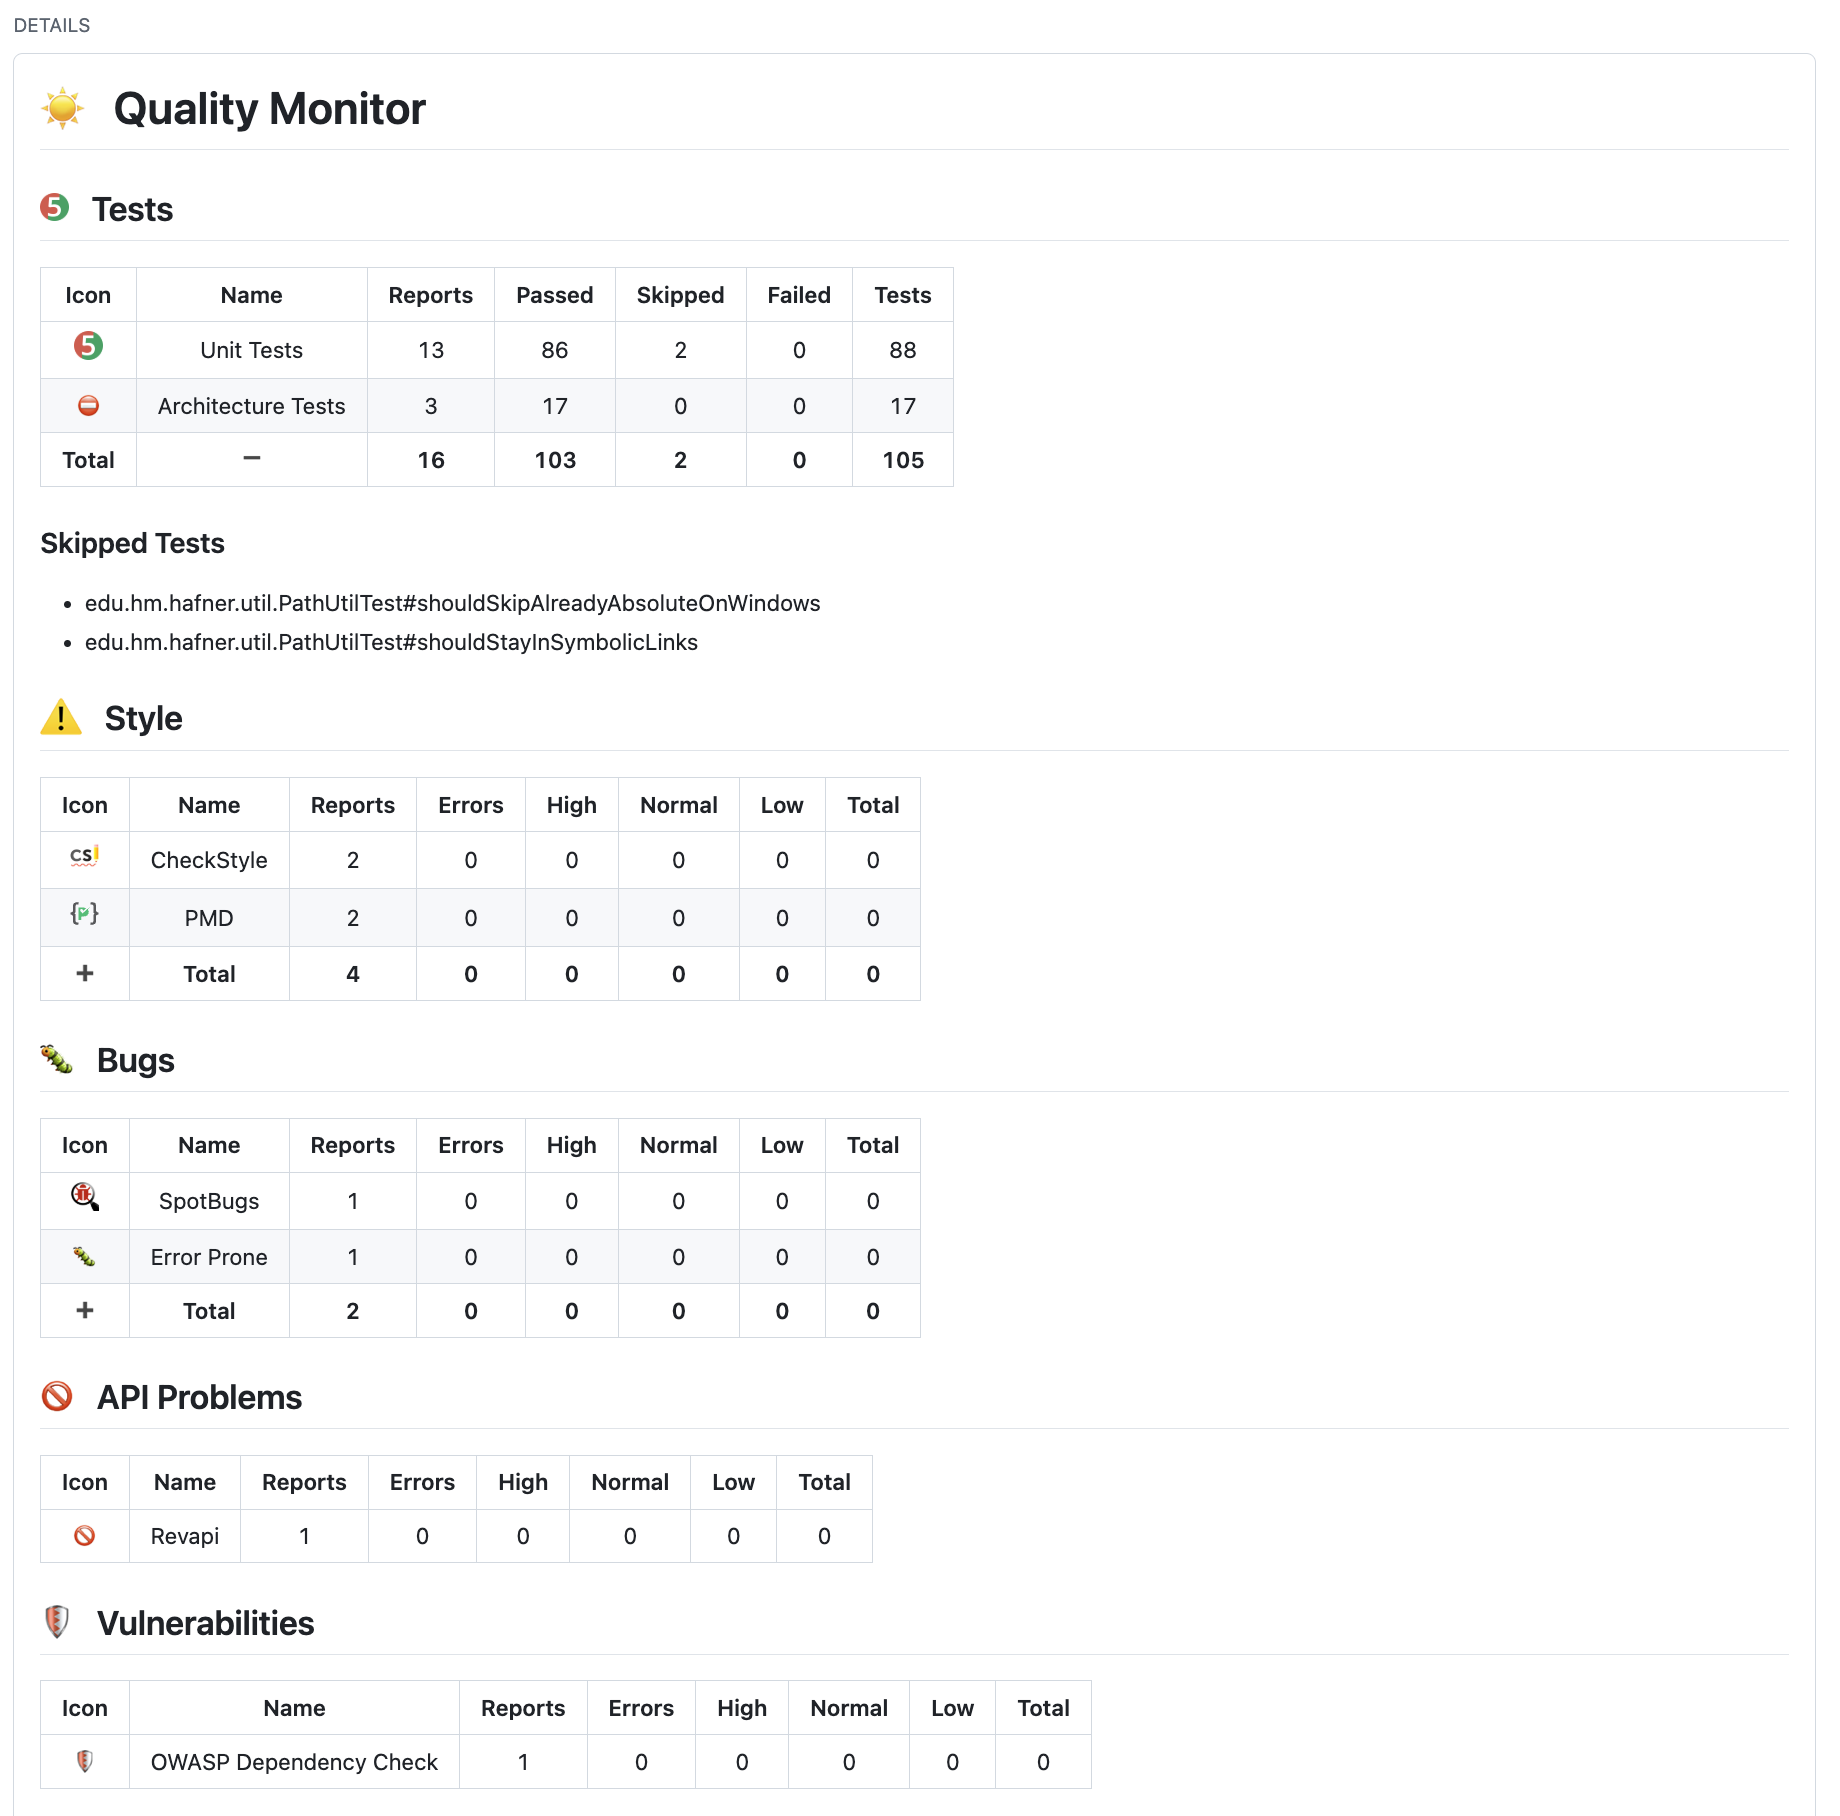 DETAILS
Quality Monitor
Tests
Icon Name Reports Passed Skipped Failed Tests
Unit Tests 13 86 2 0 88
Architecture Tests 3 17 0 0 17
Total — 16 103 2 0 105
Skipped Tests
• edu.hm.hafner.util.PathUtilTest#shouldSkipAlreadyAbsoluteOnWindows
• edu.hm.hafner.util.PathUtilTest#shouldStayInSymbolicLinks
Style
Icon Name Reports Errors High Normal Low Total
CheckStyle 2 0 0 0 0 0
PMD 2 0 0 0 0 0
+ Total 4 0 0 0 0 0
Bugs
Icon Name Reports Errors High Normal Low Total
SpotBugs 1 0 0 0 0 0
Error Prone 1 0 0 0 0 0
+ Total 2 0 0 0 0 0
API Problems
Icon Name Reports Errors High Normal Low Total
Revapi 1 0 0 0 0 0
Vulnerabilities
Icon Name Reports Errors High Normal Low Total
OWASP Dependency Check 1 0 0 0 0 0